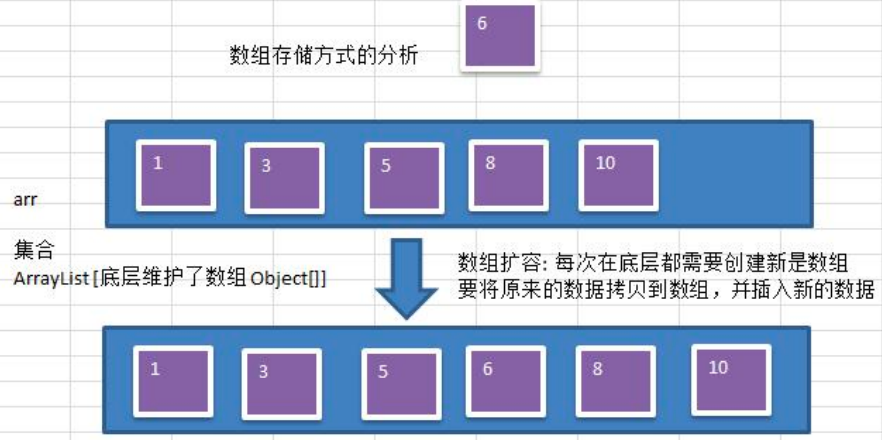 6
数组存储方式的分析
1 3 5 8 10
arr
集合
ArrayList [底层维护了数组 Object[]]
数组扩容: 每次在底层都需要创建新是数组
要将原来的数据拷贝到数组，并插入新的数据
1 3 5 6 8 10